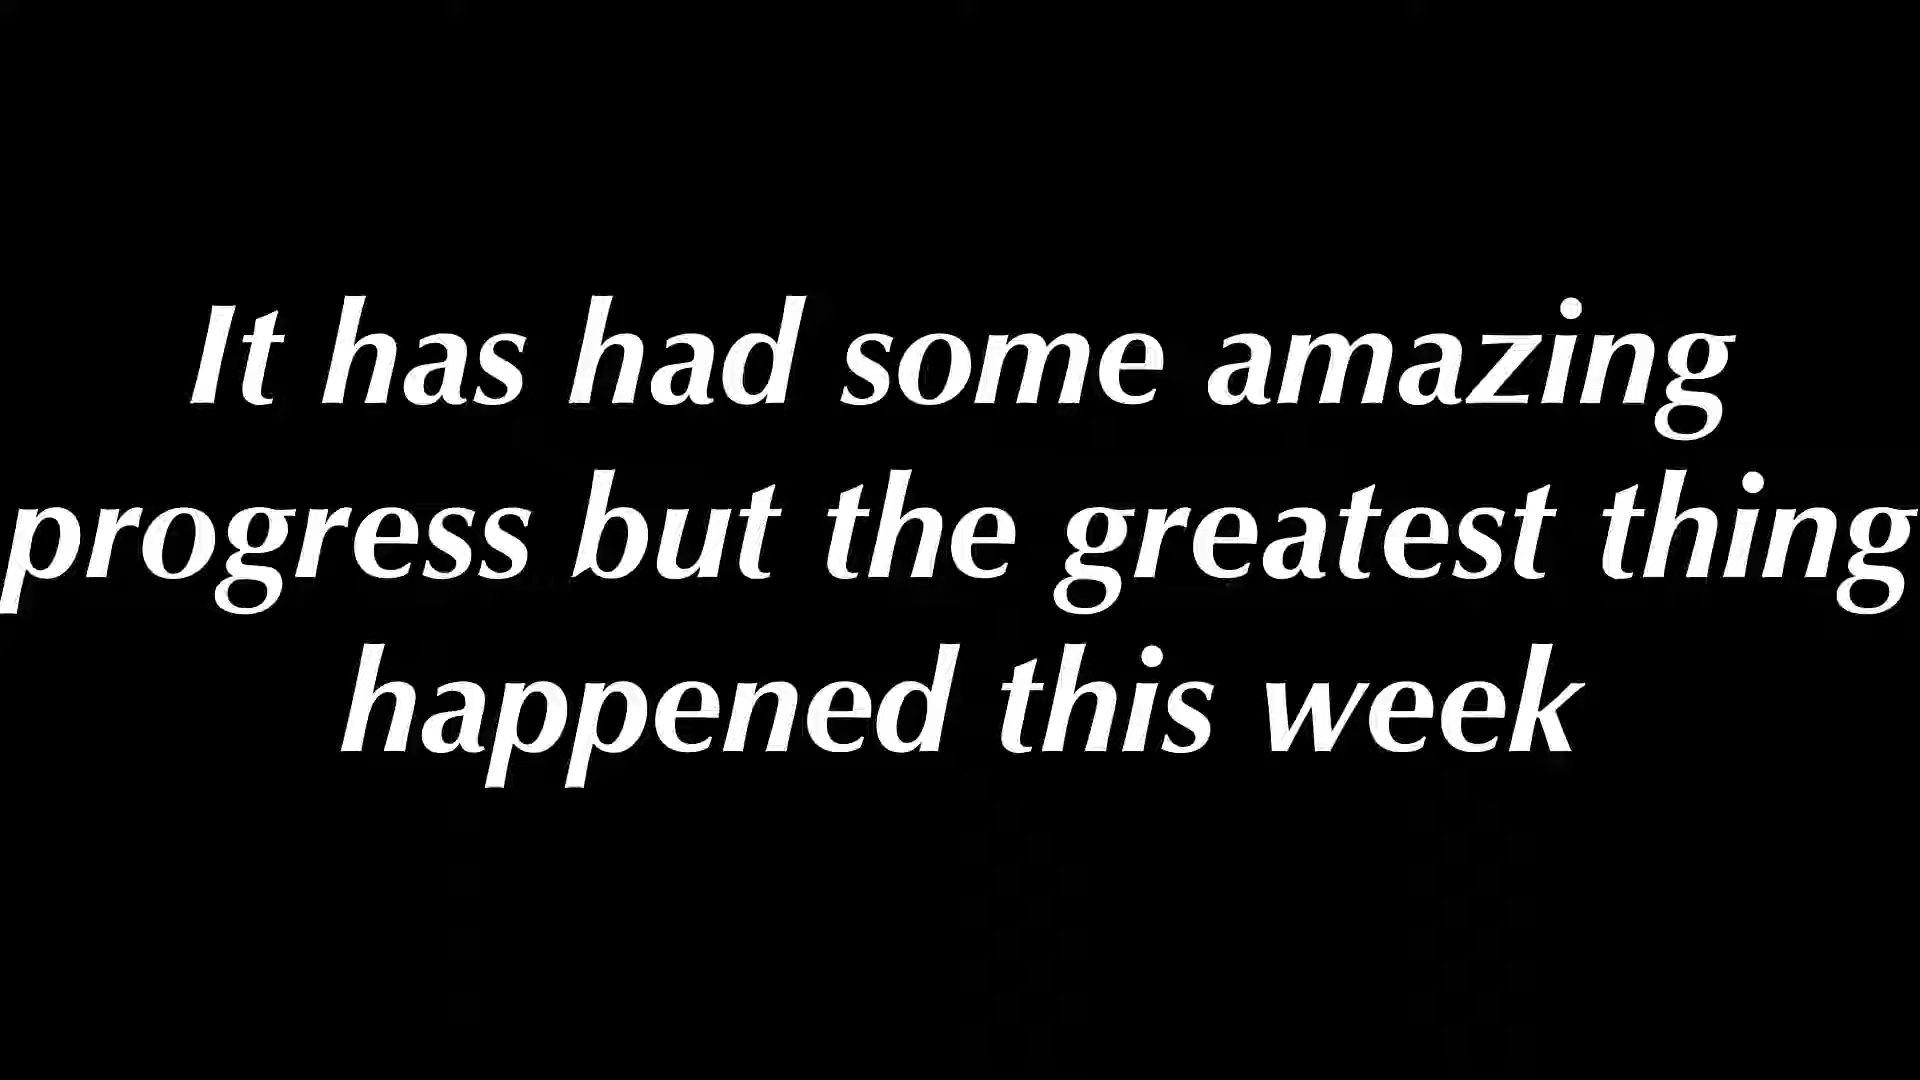 It has had some amazing
progress but the greatest thing
happened this week